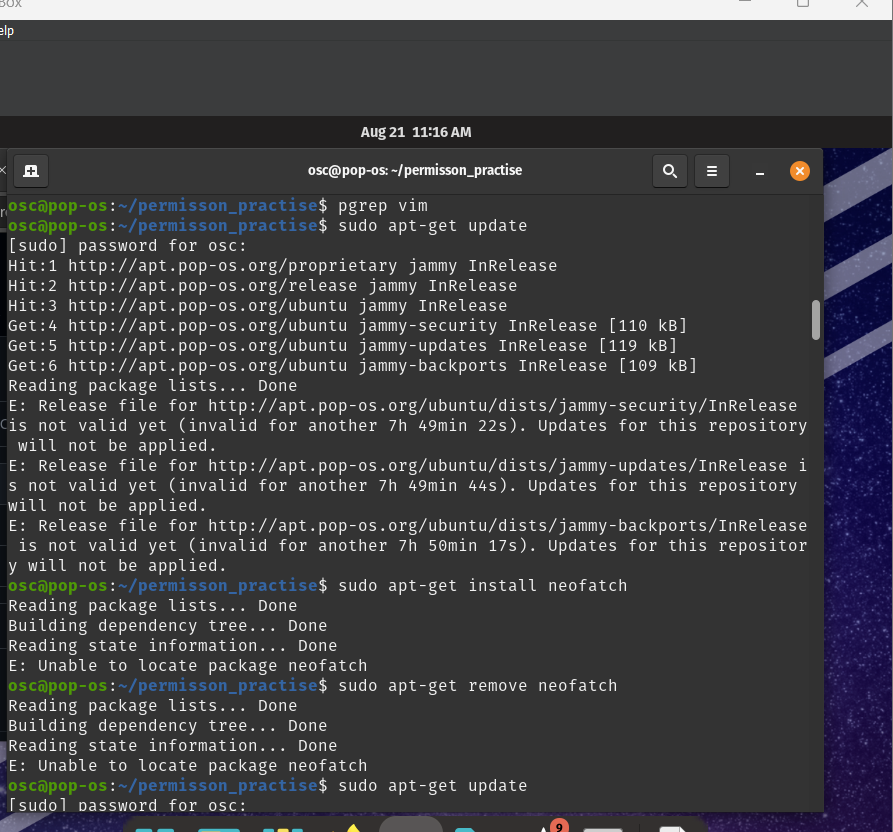 Box
elp
Aug 21 11:16 AM
osc@pop-os: ~/permisson_practise
osc@pop-os:~/permisson_practise$ pgrep vim
osc@pop-os:~/permisson_practise$ sudo apt-get update
[sudo] password for osc:
Hit:1 http://apt.pop-os.org/proprietary jammy InRelease
Hit:2 http://apt.pop-os.org/release jammy InRelease
Hit:3 http://apt.pop-os.org/ubuntu jammy InRelease
Get:4 http://apt.pop-os.org/ubuntu jammy-security InRelease [110 kB]
Get:5 http://apt.pop-os.org/ubuntu jammy-updates InRelease [119 kB]
Get:6 http://apt.pop-os.org/ubuntu jammy-backports InRelease [109 kB]
Reading package lists... Done
E: Release file for http://apt.pop-os.org/ubuntu/dists/jammy-security/InRelease
is not valid yet (invalid for another 7h 49min 22s). Updates for this repository
 will not be applied.
E: Release file for http://apt.pop-os.org/ubuntu/dists/jammy-updates/InRelease i
s not valid yet (invalid for another 7h 49min 44s). Updates for this repository
will not be applied.
E: Release file for http://apt.pop-os.org/ubuntu/dists/jammy-backports/InRelease
 is not valid yet (invalid for another 7h 50min 17s). Updates for this repositor
y will not be applied.
osc@pop-os:~/permisson_practise$ sudo apt-get install neofatch
Reading package lists... Done
Building dependency tree... Done
Reading state information... Done
E: Unable to locate package neofatch
osc@pop-os:~/permisson_practise$ sudo apt-get remove neofatch
Reading package lists... Done
Building dependency tree... Done
Reading state information... Done
E: Unable to locate package neofatch
osc@pop-os:~/permisson_practise$ sudo apt-get update
[sudo] password for osc:
9